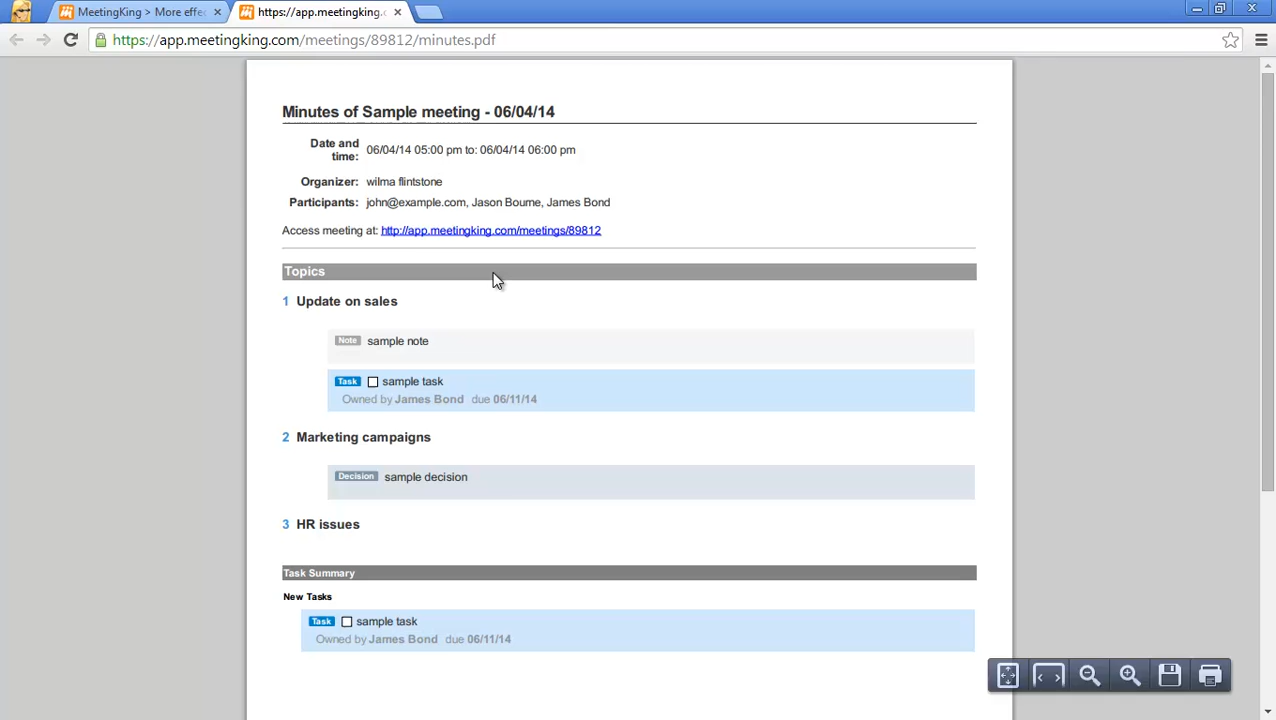 MeetingKing > More effec
https://app.meetingking.
https://app.meetingking.com/meetings/89812/minutes.pdf
Minutes of Sample meeting - 06/04/14
Date and
time: 06/04/14 05:00 pm to: 06/04/14 06:00 pm
Organizer: wilma flintstone
Participants: john@example.com, Jason Bourne, James Bond
Access meeting at: http://app.meetingking.com/meetings/89812
Topics
1 Update on sales
Note sample note
Task sample task
Owned by James Bond due 06/11/14
2 Marketing campaigns
Decision sample decision
3 HR issues
Task Summary
New Tasks
Task sample task
Owned by James Bond due 06/11/14